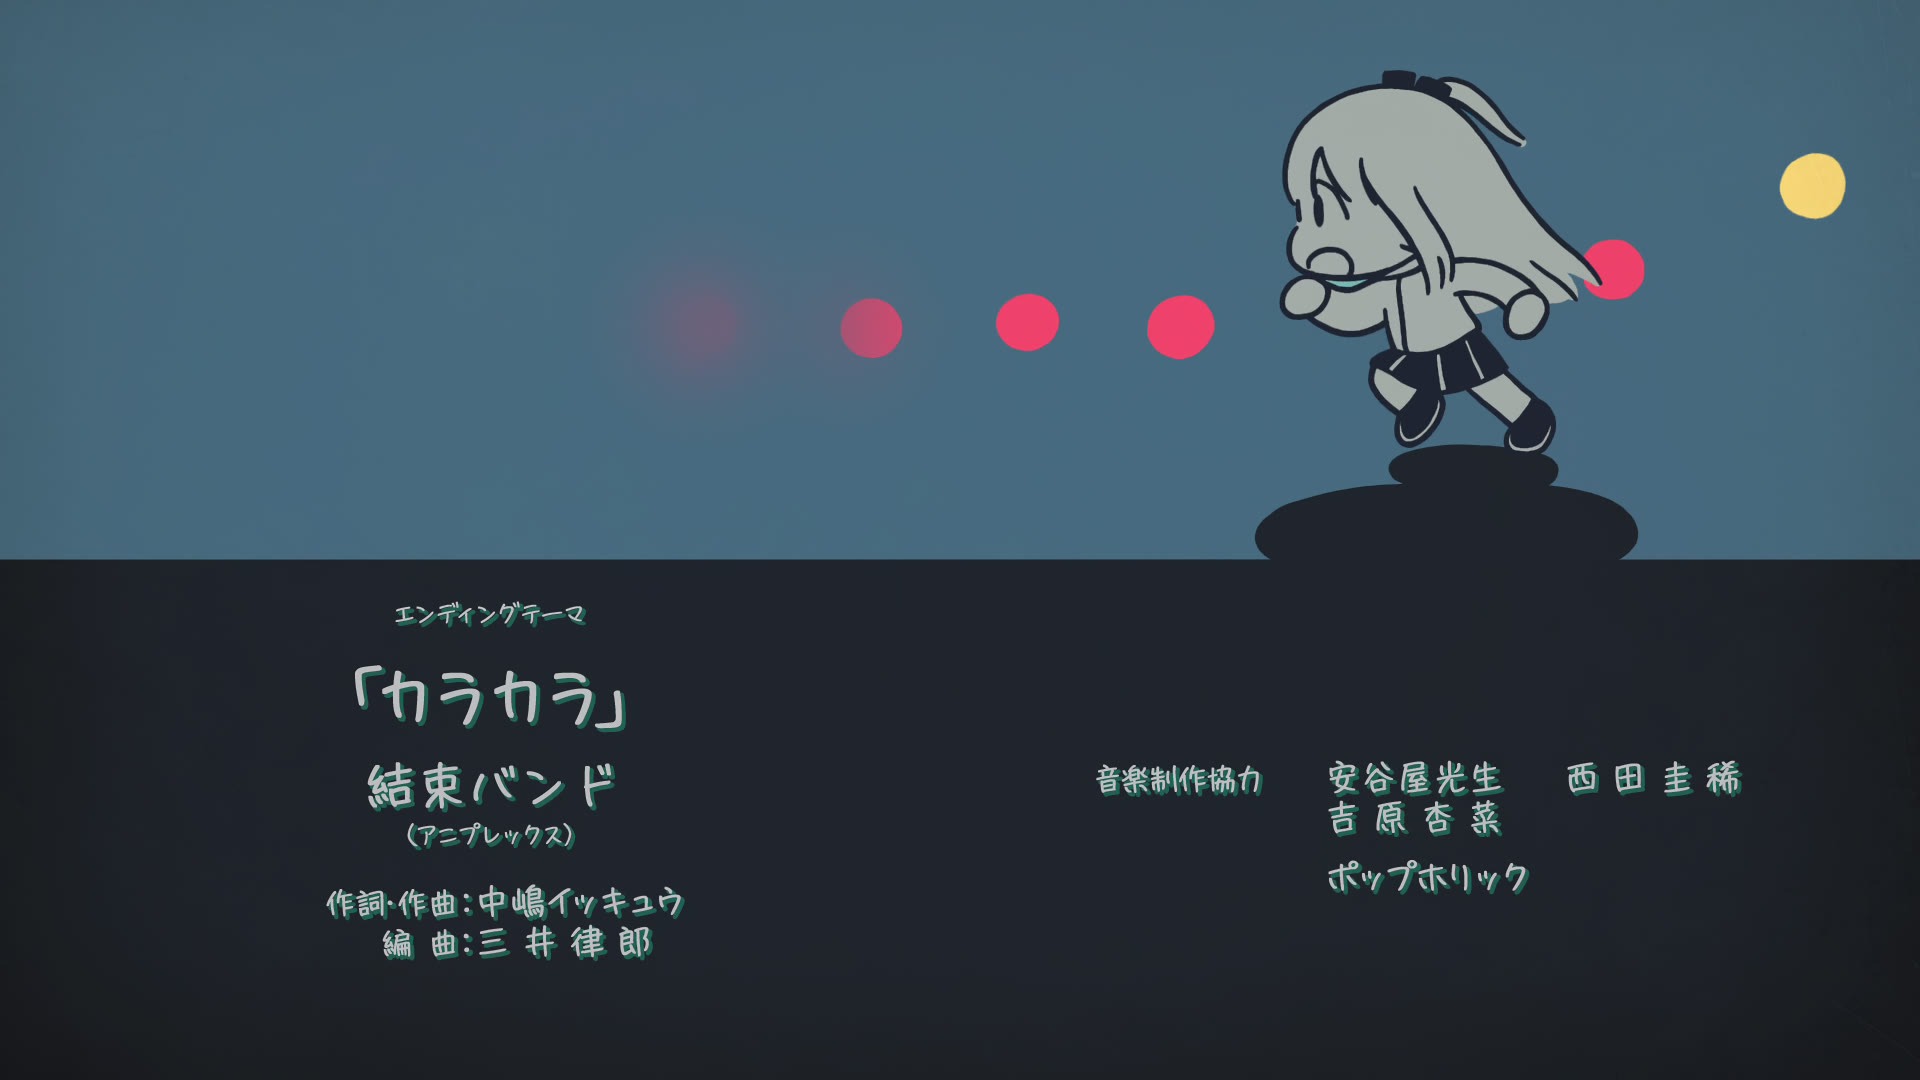 エンディングテーマ
「カラカラ」
結束バンド
(アニプレックス)
作詞・作曲:中嶋イッキュウ
編 曲:三 井 律 郎
音楽制作協力 安谷屋光生 西 田 圭 稀
吉 原 杏 菜
ポップホリック